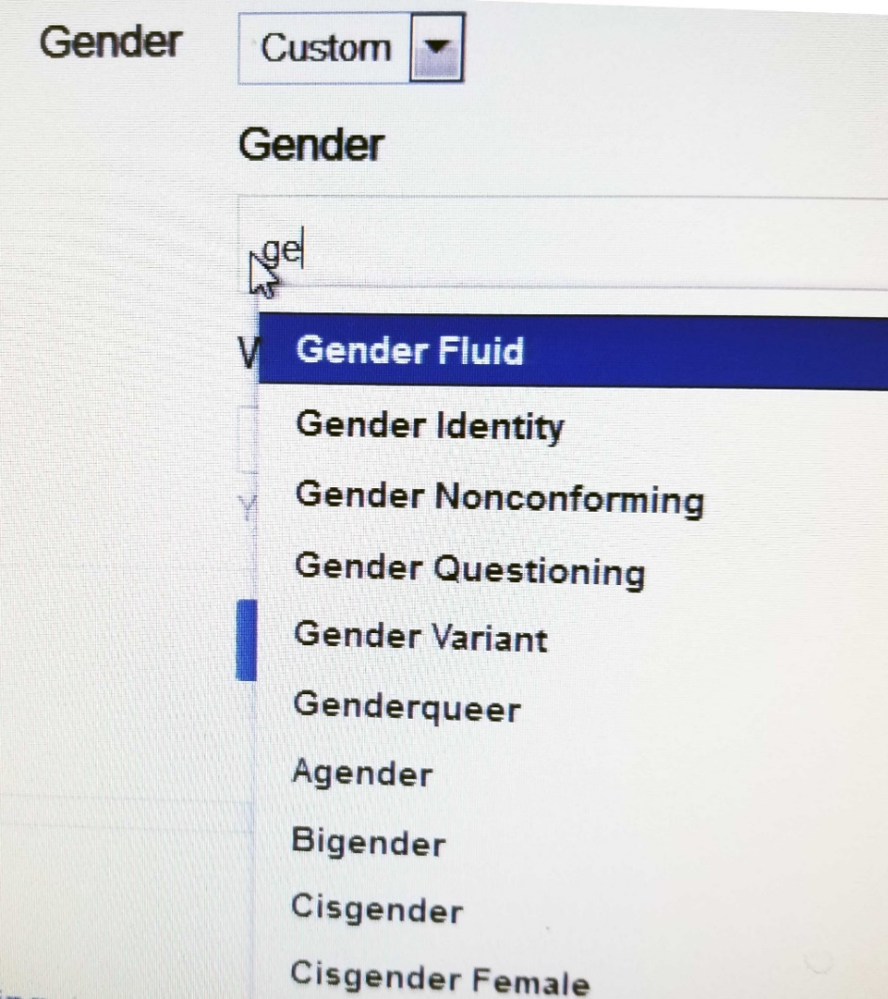 Gender Custom
Gender
ge
Gender Fluid
Gender Identity
Gender Nonconforming
Gender Questioning
Gender Variant
Genderqueer
Agender
Bigender
Cisgender
Cisgender Female